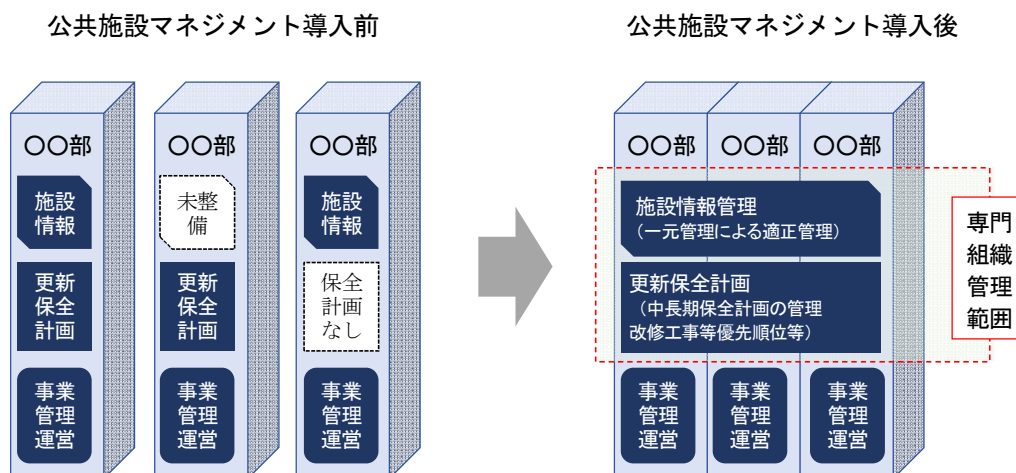 公共施設マネジメント導入前
〇〇部
施設
情報
更新
保全
計画
事業
管理
運営
〇〇部
未整
備
更新
保全
計画
事業
管理
運営
〇〇部
施設
情報
保全
計画
なし
事業
管理
運営
公共施設マネジメント導入後
〇〇部
〇〇部
〇〇部
施設情報管理
（一元管理による適正管理）
更新保全計画
（中長期保全計画の管理
改修工事等優先順位等）
事業
管理
運営
事業
管理
運営
事業
管理
運営
専門
組織
管理
範囲